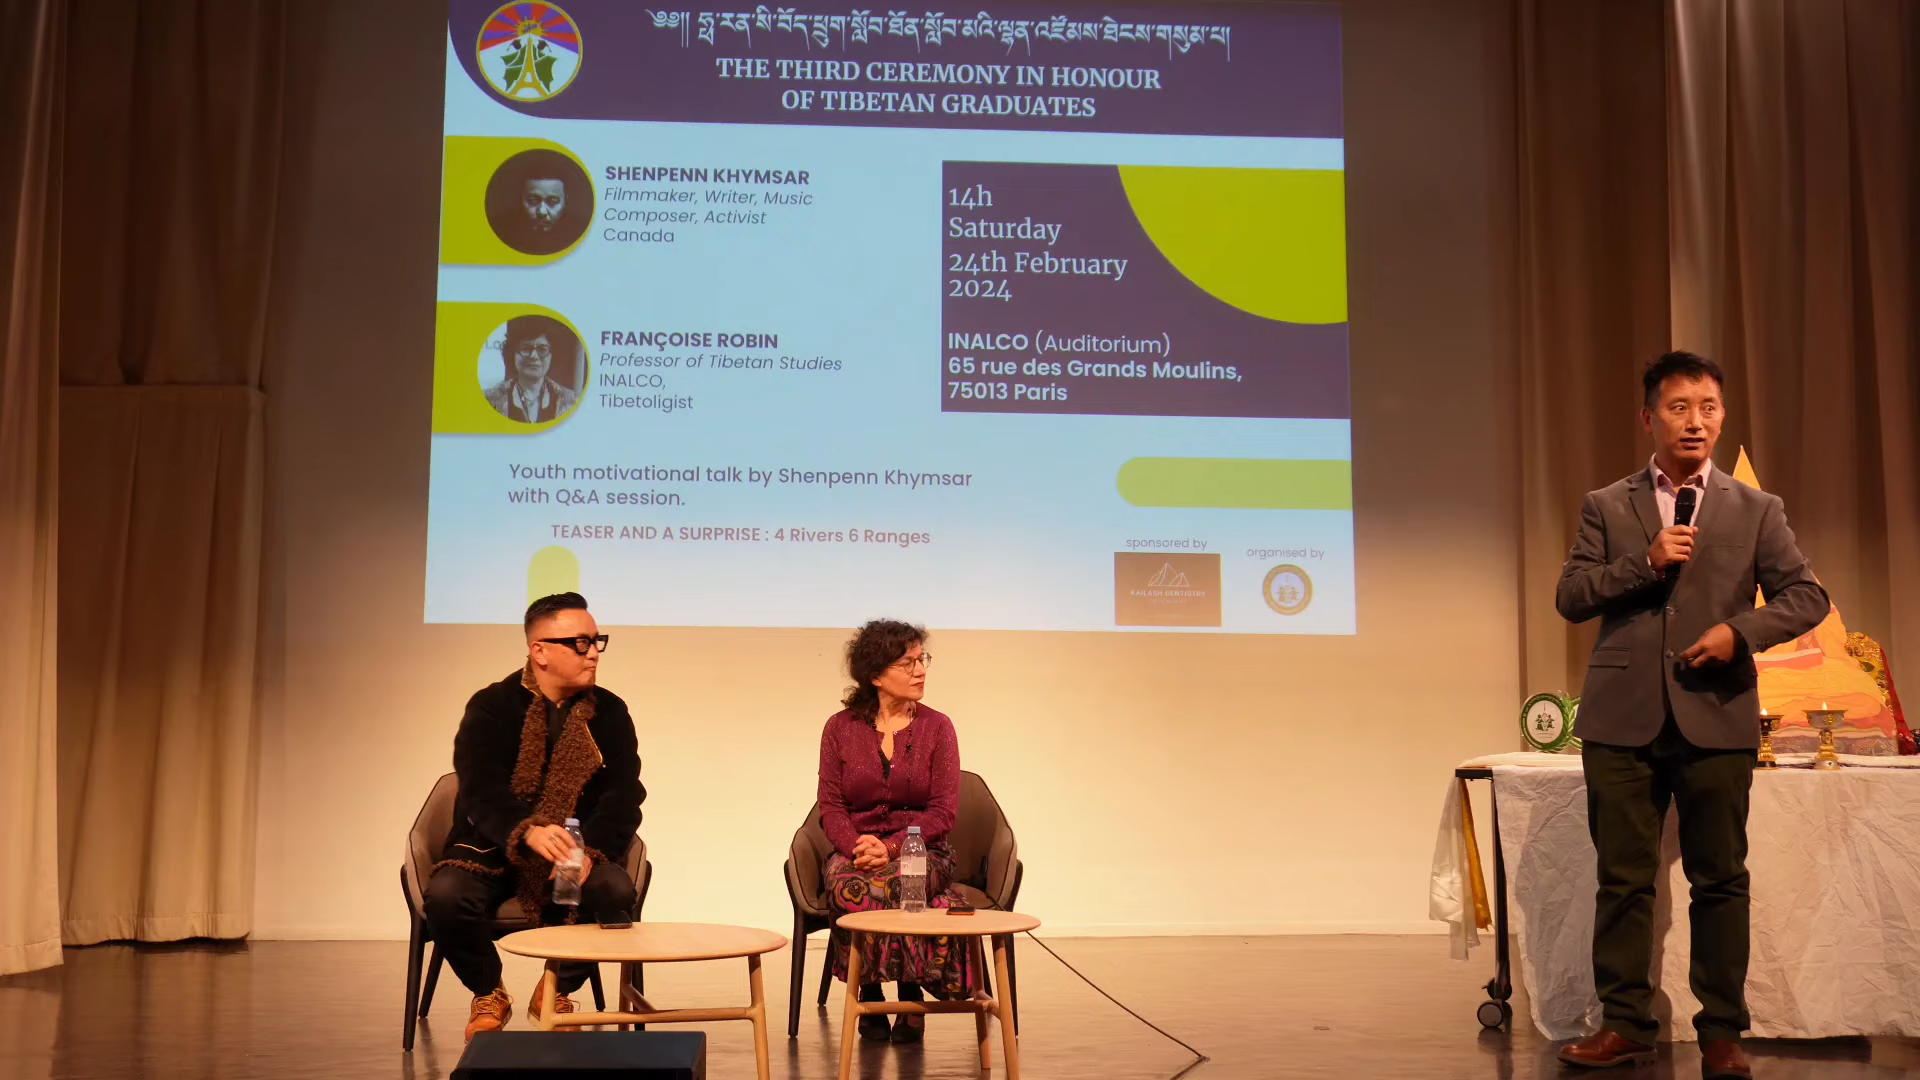 ༄༅།། ཧྥ་རན་སི་བོད་ཕྲུག་སློབ་ཐོན་སློབ་མའི་ལྷན་འཛོམས་ཐེངས་གསུམ་པ།
THE THIRD CEREMONY IN HONOUR
OF TIBETAN GRADUATES
SHENPENN KHYMSAR
Filmmaker, Writer, Music
Composer, Activist
Canada
FRANÇOISE ROBIN
Professor of Tibetan Studies
INALCO,
Tibetoligist
14h
Saturday
24th February
2024
INALCO (Auditorium)
65 rue des Grands Moulins,
75013 Paris
Youth motivational talk by Shenpenn Khymsar
with Q&A session.
TEASER AND A SURPRISE : 4 Rivers 6 Ranges
sponsored by
KAILASH DENTISTRY
organised by